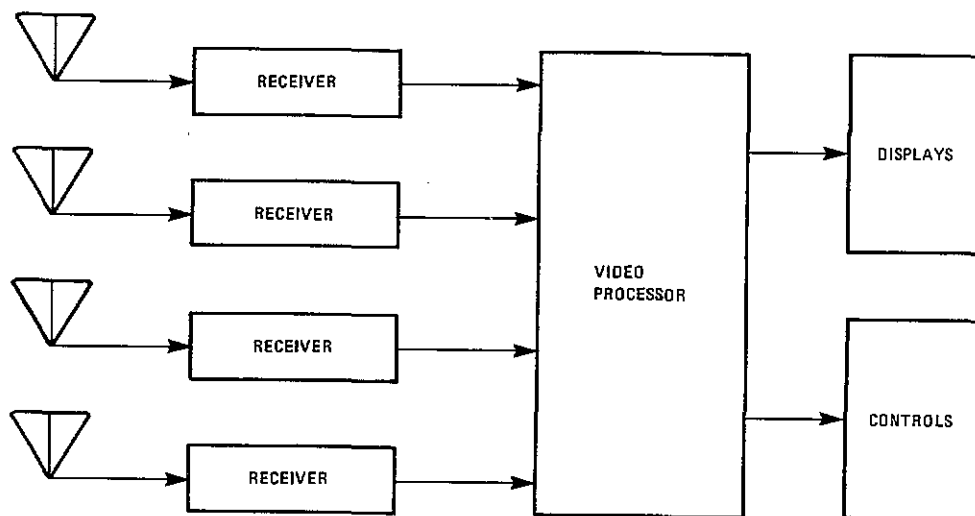 RECEIVER
RECEIVER
RECEIVER
RECEIVER
VIDEO
PROCESSOR
DISPLAYS
CONTROLS